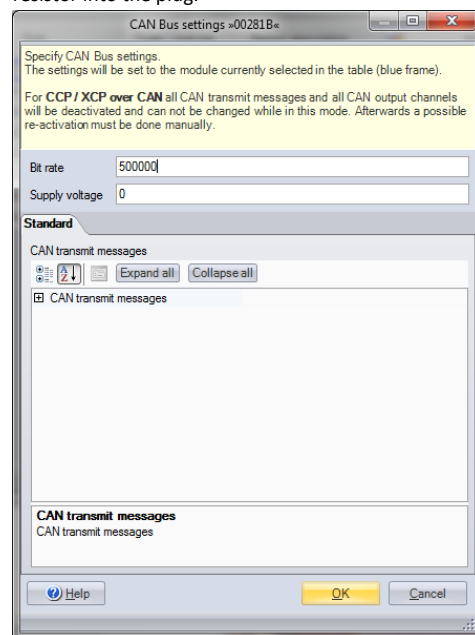 resistor into the plug.
CAN Bus settings »00281B«
Specify CAN Bus settings.
The settings will be set to the module currently selected in the table (blue frame).
For CCP / XCP over CAN all CAN transmit messages and all CAN output channels
will be deactivated and can not be changed while in this mode. Afterwards a possible
re-activation must be done manually.
Bit rate 500000
Supply voltage 0
Standard
CAN transmit messages
Expand all Collapse all
CAN transmit messages
CAN transmit messages
CAN transmit messages
Help OK Cancel